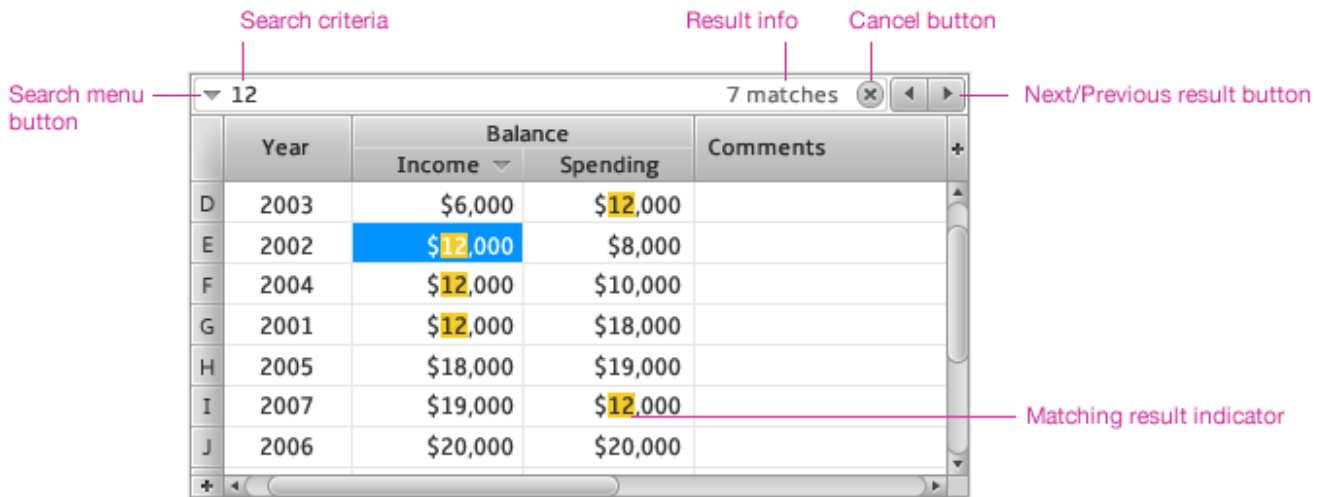 Search criteria
Result info
Cancel button
Search menu
button
12
7 matches
Next/Previous result button
Year
Balance
Comments
Income
Spending
D 2003 $6,000 $12,000
E 2002 $12,000 $8,000
F 2004 $12,000 $10,000
G 2001 $12,000 $18,000
H 2005 $18,000 $19,000
I 2007 $19,000 $12,000
Matching result indicator
J 2006 $20,000 $20,000